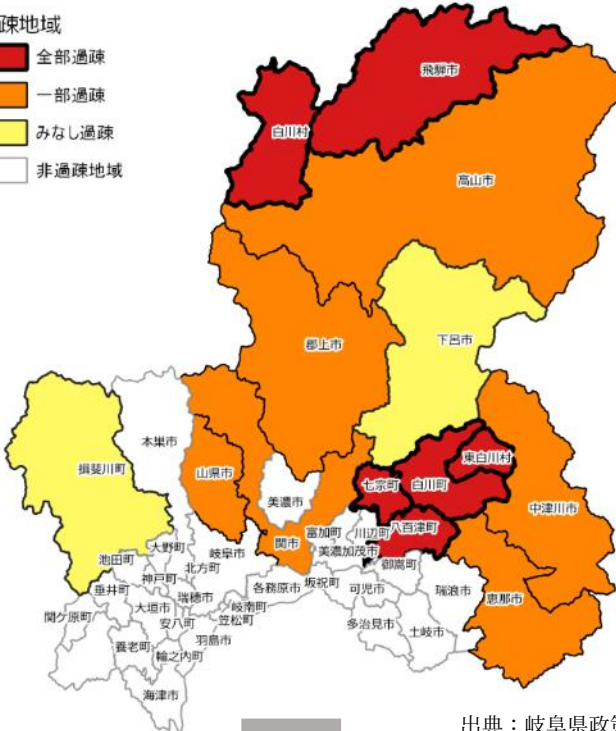 疎地域
全部過疎
一部過疎
みなし過疎
非過疎地域
飛騨市
白川村
高山市
下呂市
郡上市
本巣市
揖斐川町
山県市
美濃市
七宗町
白川町
東白川村
中津川市
関市
富加町
川辺町
八百津町
美濃加茂市
御嵩町
大野町
岐阜市
池田町
北方町
神戸町
各務原市
坂祝町
可児市
瑞浪市
恵那市
垂井町
瑞穂市
岐南町
関ケ原町
大垣市
笠松町
安八町
羽島市
多治見市
土岐市
養老町
輪之内町
海津市
出典：岐阜県政